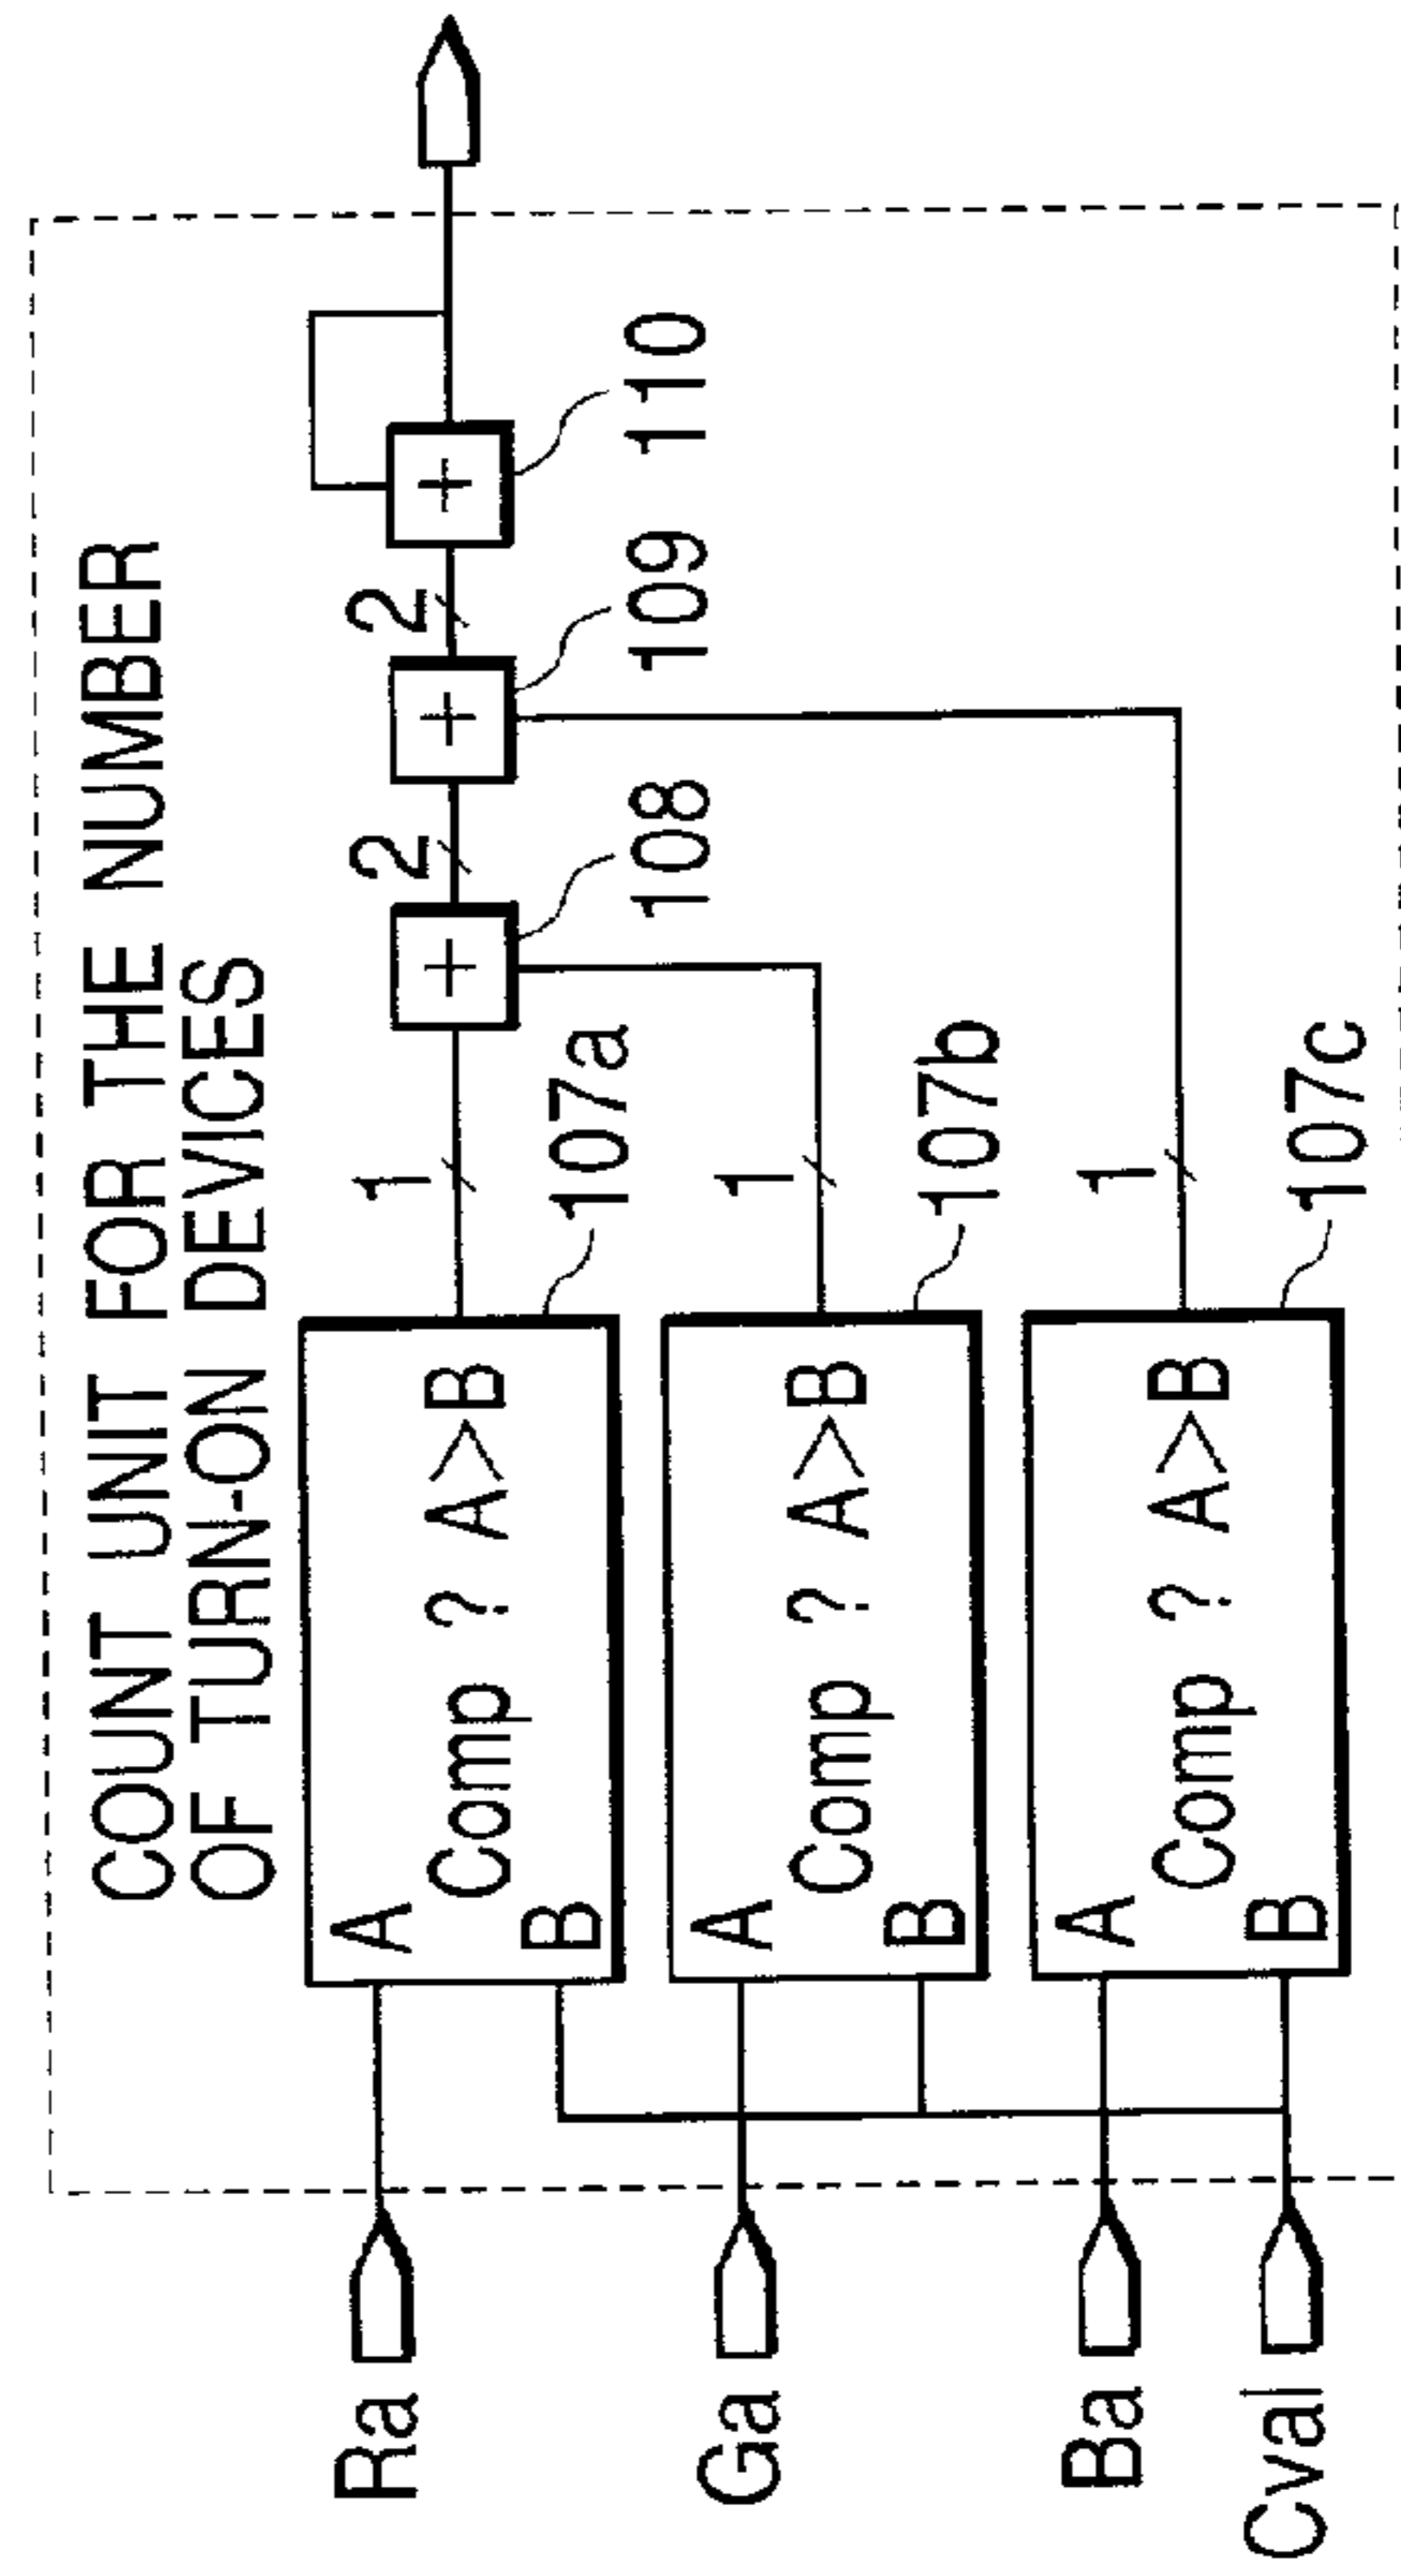 COUNT UNIT FOR THE NUMBER
OF TURN-ON DEVICES
Ra
A
Comp ? A>B
B
107a
1
+
108
2
+
109
2
+
110
Ga
A
Comp ? A>B
B
107b
1
Ba
A
Comp ? A>B
B
107c
1
Cval